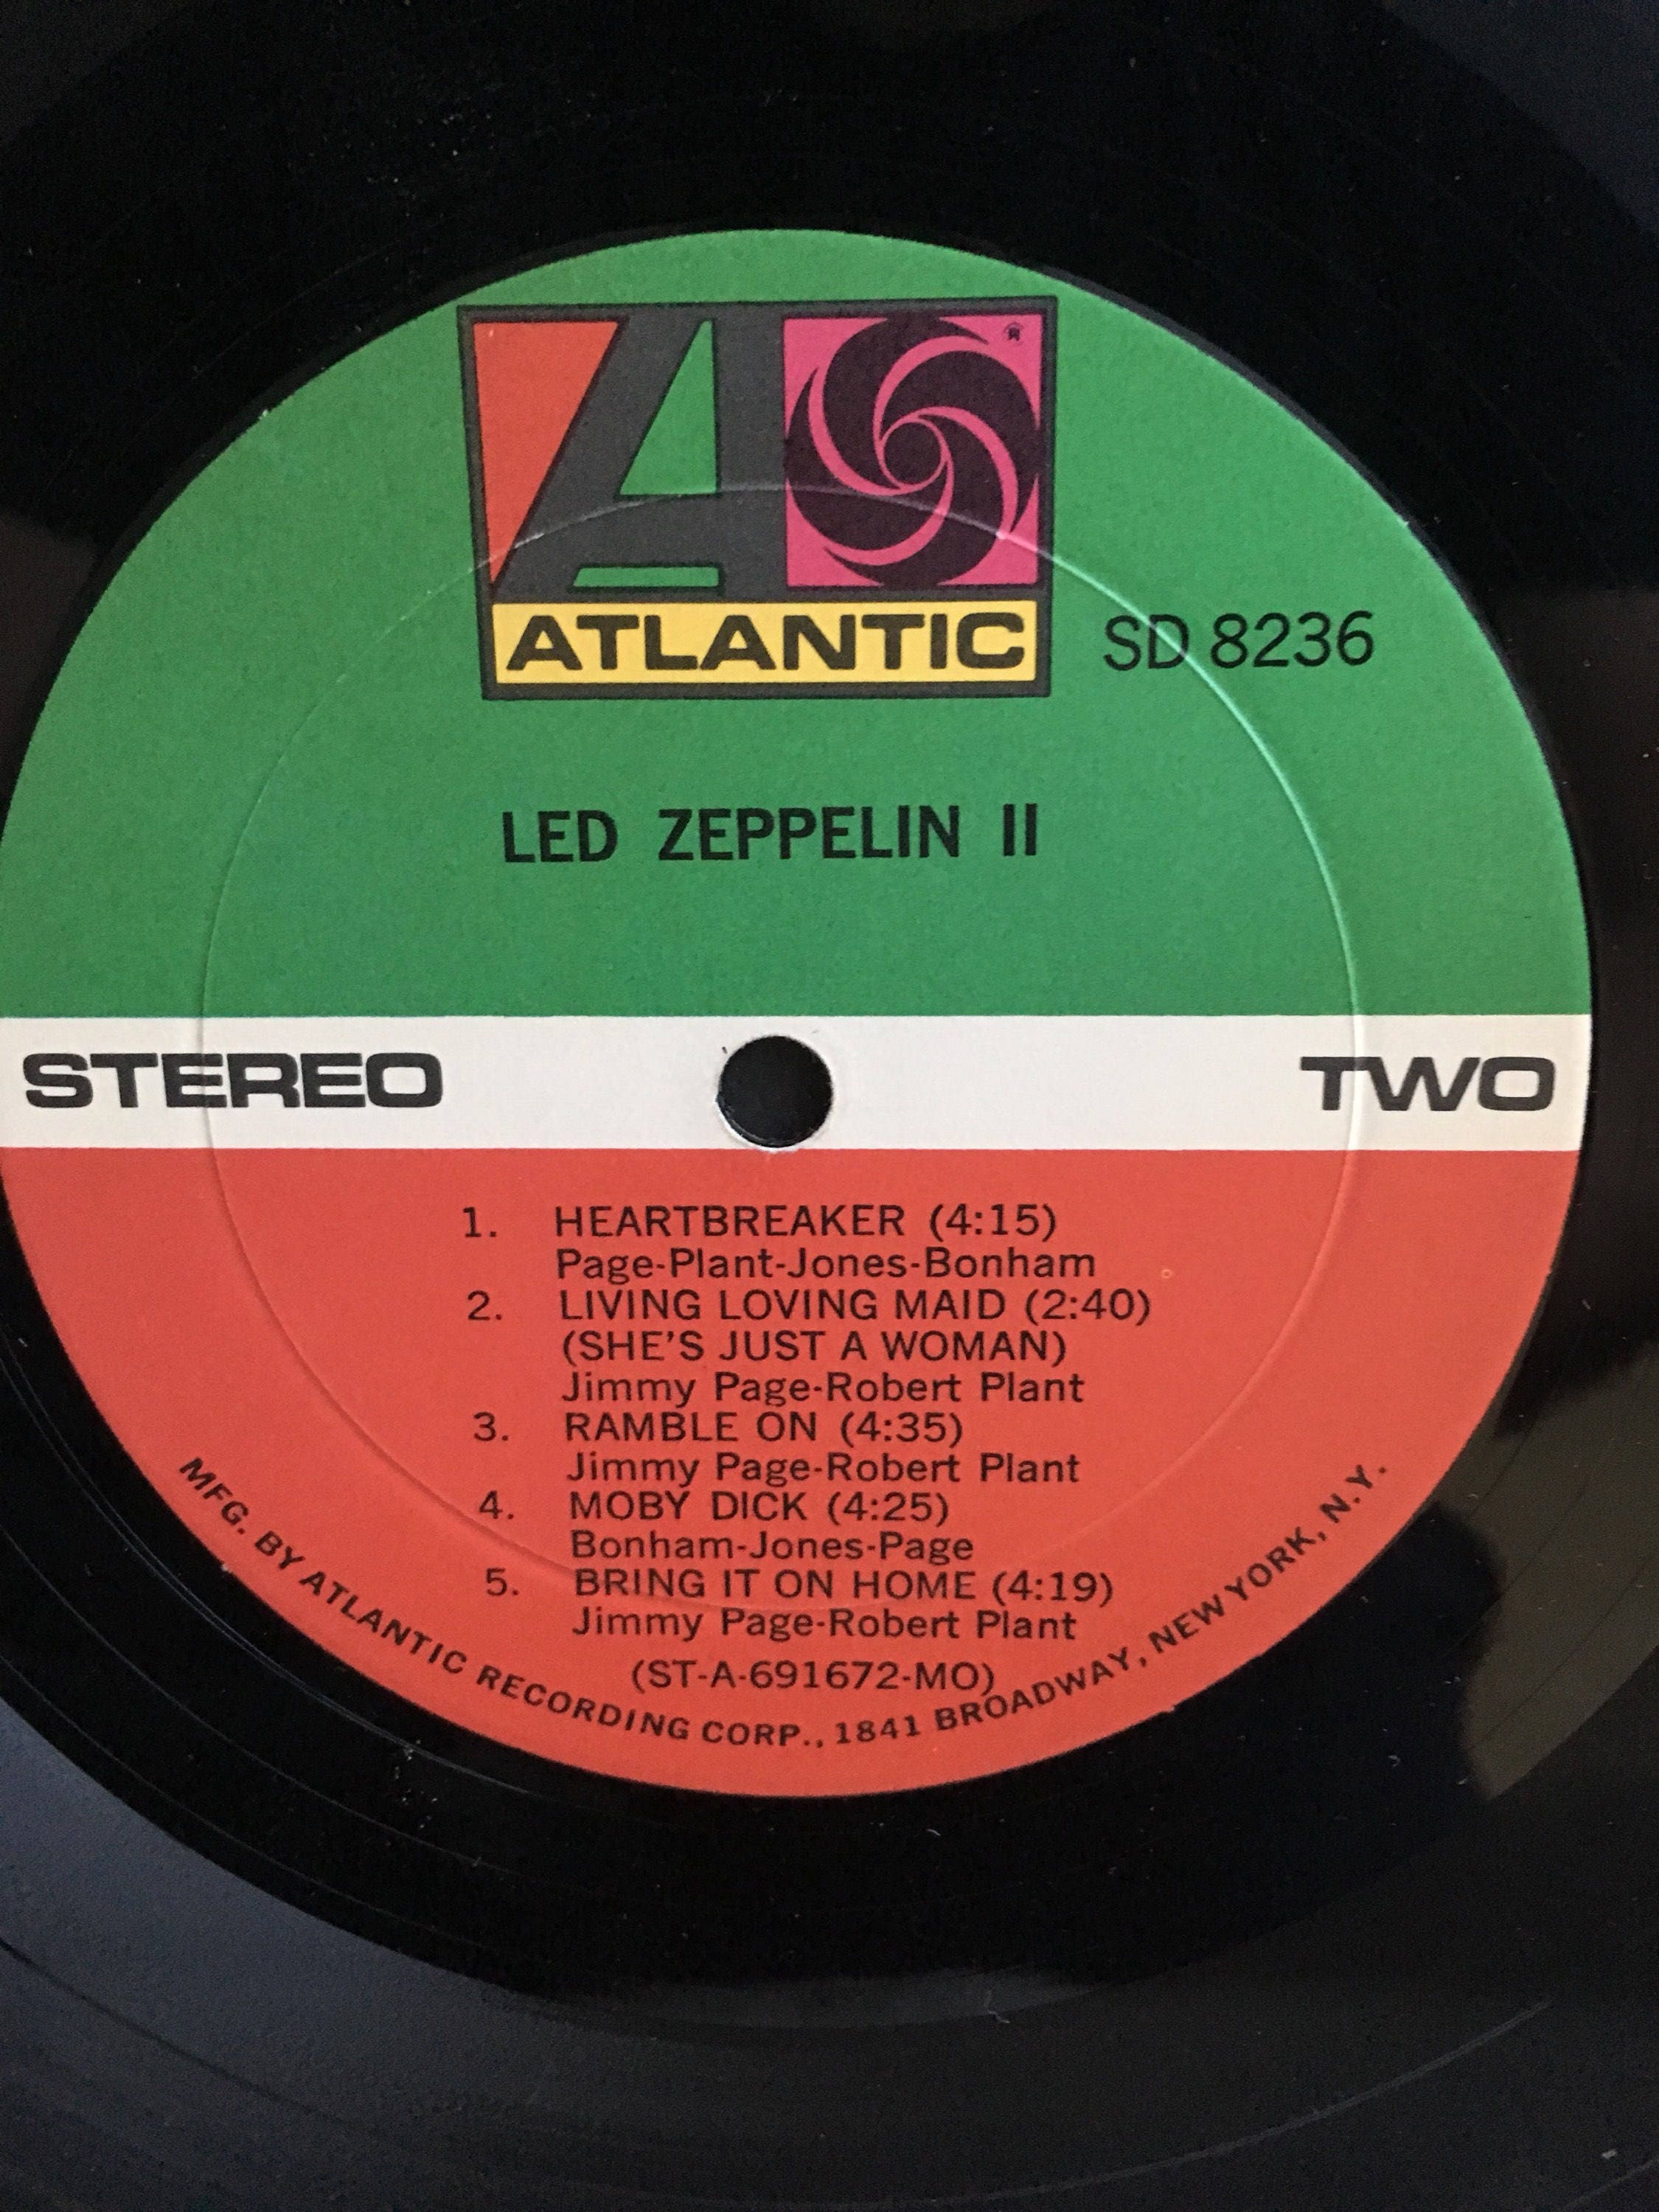 ATLANTIC
SD 8236
LED ZEPPELIN II
STEREO
TWO
1. HEARTBREAKER (4:15)
Page-Plant-Jones-Bonham
2. LIVING LOVING MAID (2:40)
(SHE'S JUST A WOMAN)
Jimmy Page-Robert Plant
3. RAMBLE ON (4:35)
Jimmy Page-Robert Plant
4. MOBY DICK (4:25)
Bonham-Jones-Page
5. BRING IT ON HOME (4:19)
Jimmy Page-Robert Plant
(ST-A-691672-MO)
MFG. BY ATLANTIC RECORDING CORP., 1841 BROADWAY, NEW YORK, N.Y.